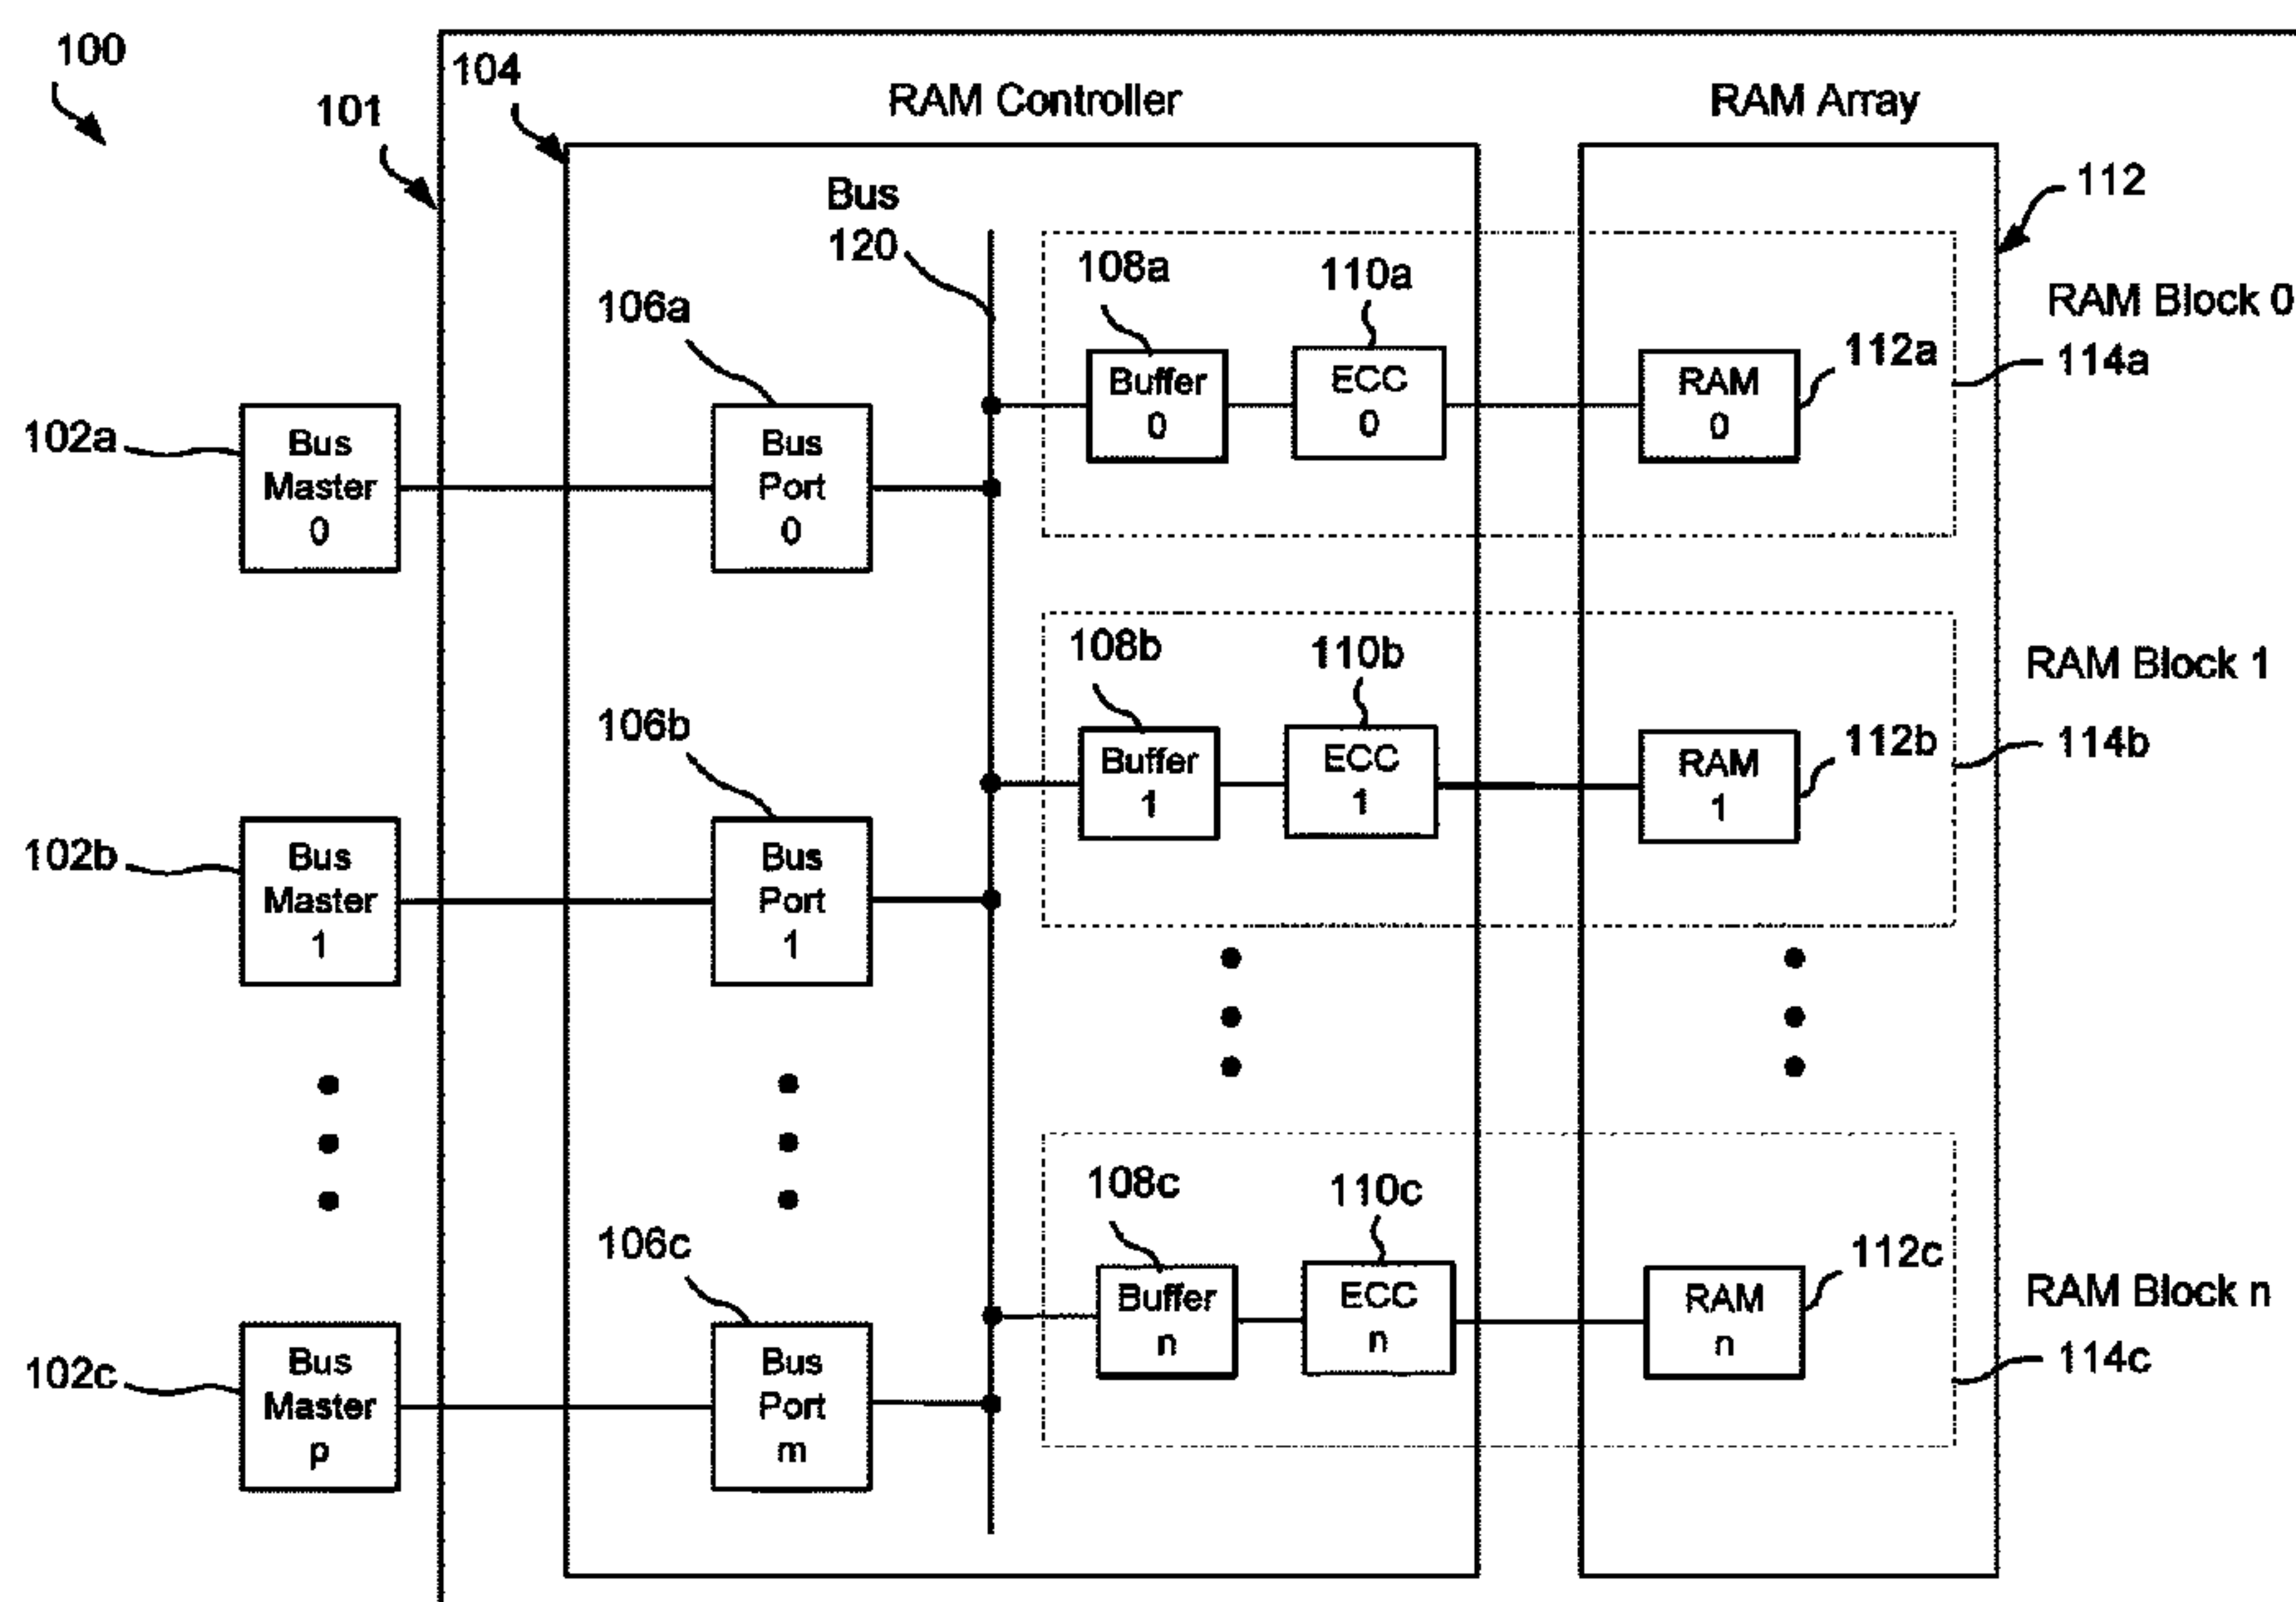 100
101
104
RAM Controller
RAM Array
Bus
120
112
108a
110a
RAM Block 0
106a
112a
114a
Buffer
0
ECC
0
RAM
0
102a
Bus
Master
0
Bus
Port
0
108b
110b
RAM Block 1
106b
112b
114b
Buffer
1
ECC
1
RAM
1
102b
Bus
Master
1
Bus
Port
1
108c
110c
106c
112c
RAM Block n
Buffer
n
ECC
n
RAM
n
114c
102c
Bus
Master
p
Bus
Port
m